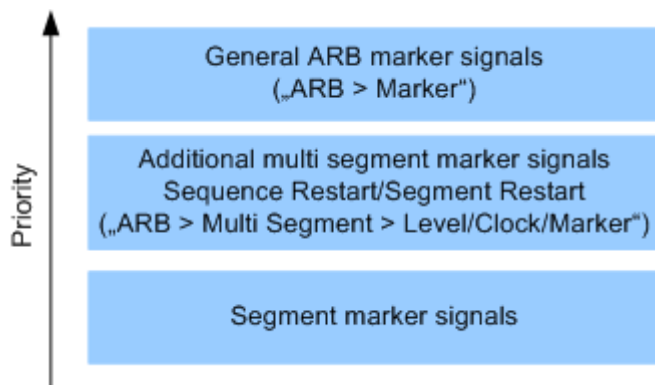 General ARB marker signals
(„ARB > Marker“)
Additional multi segment marker signals
Sequence Restart/Segment Restart
(„ARB > Multi Segment > Level/Clock/Marker“)
Segment marker signals
Priority